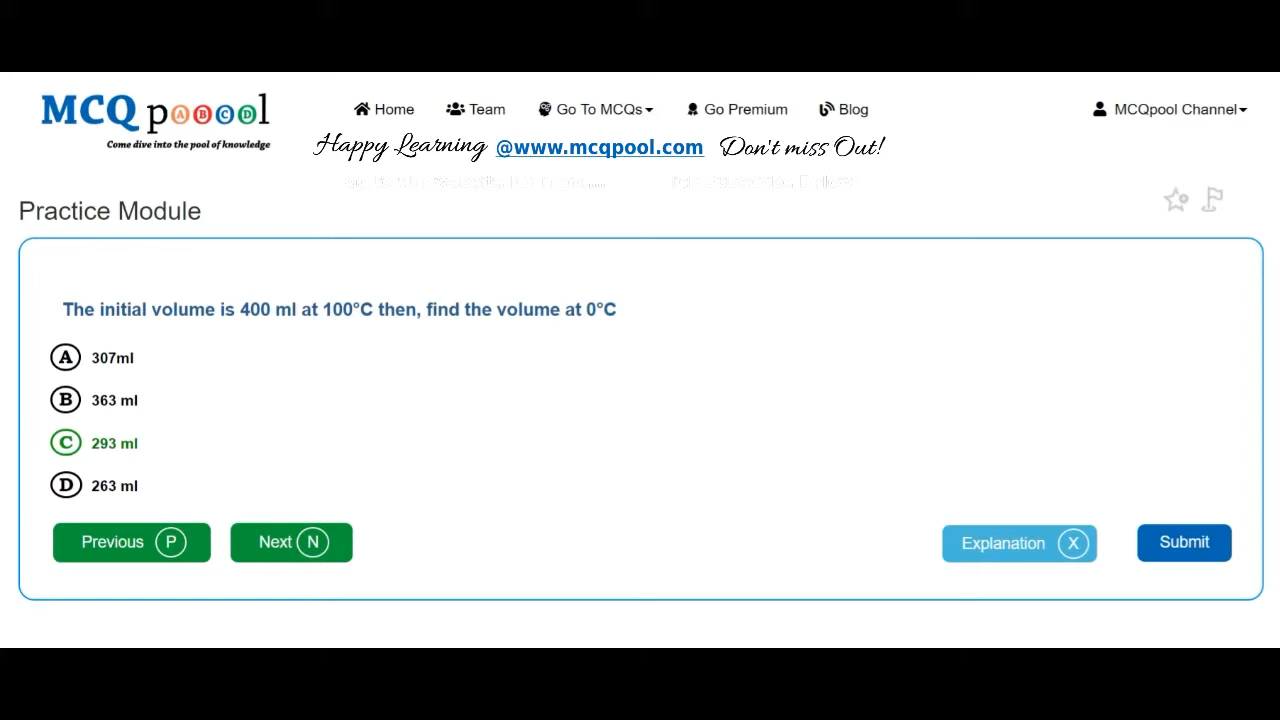 MCQ pooool
Come dive into the pool of knowledge
Home Team Go To MCQs Go Premium Blog MCQpool Channel
Happy Learning @www.mcqpool.com Don't miss Out!
Practice Module
The initial volume is 400 ml at 100°C then, find the volume at 0°C
A 307ml
B 363 ml
C 293 ml
D 263 ml
Previous P Next N Explanation X Submit